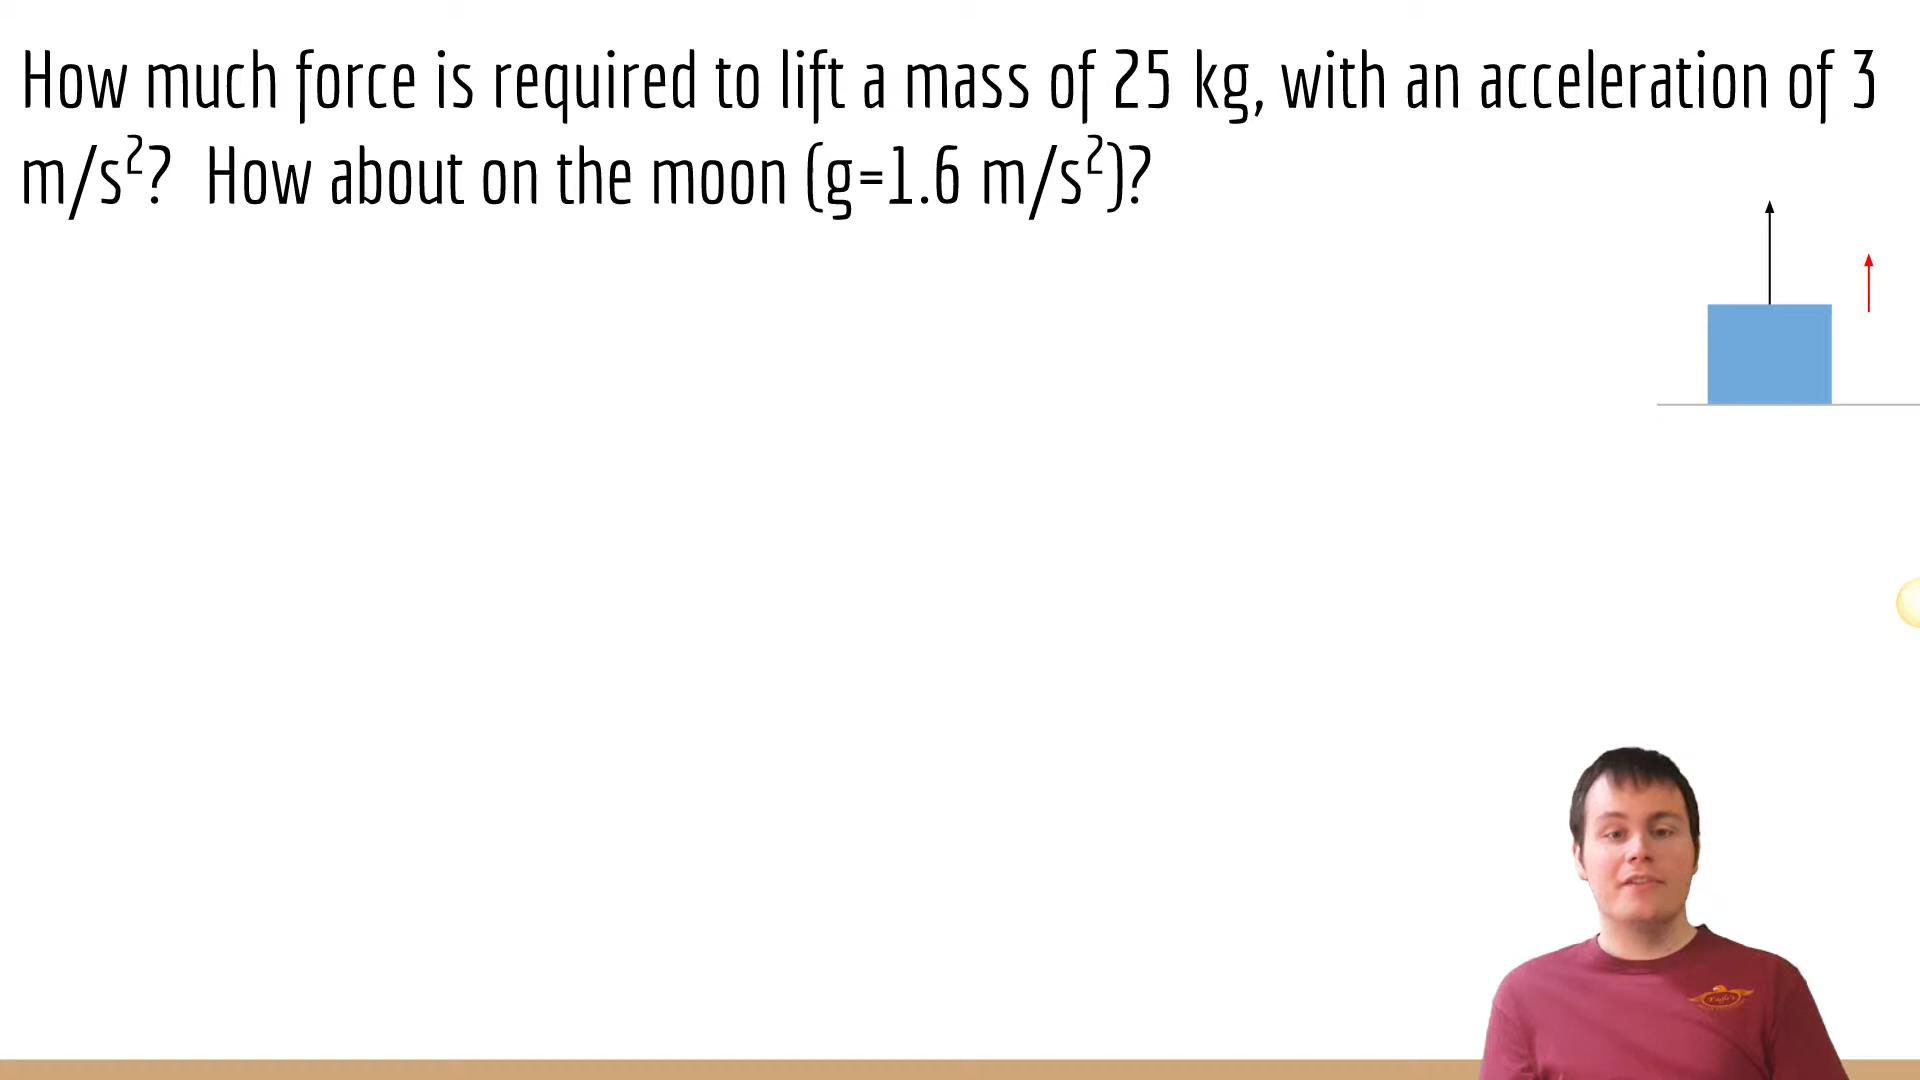 How much force is required to lift a mass of 25 kg, with an acceleration of 3
m/s²? How about on the moon (g=1.6 m/s²)?